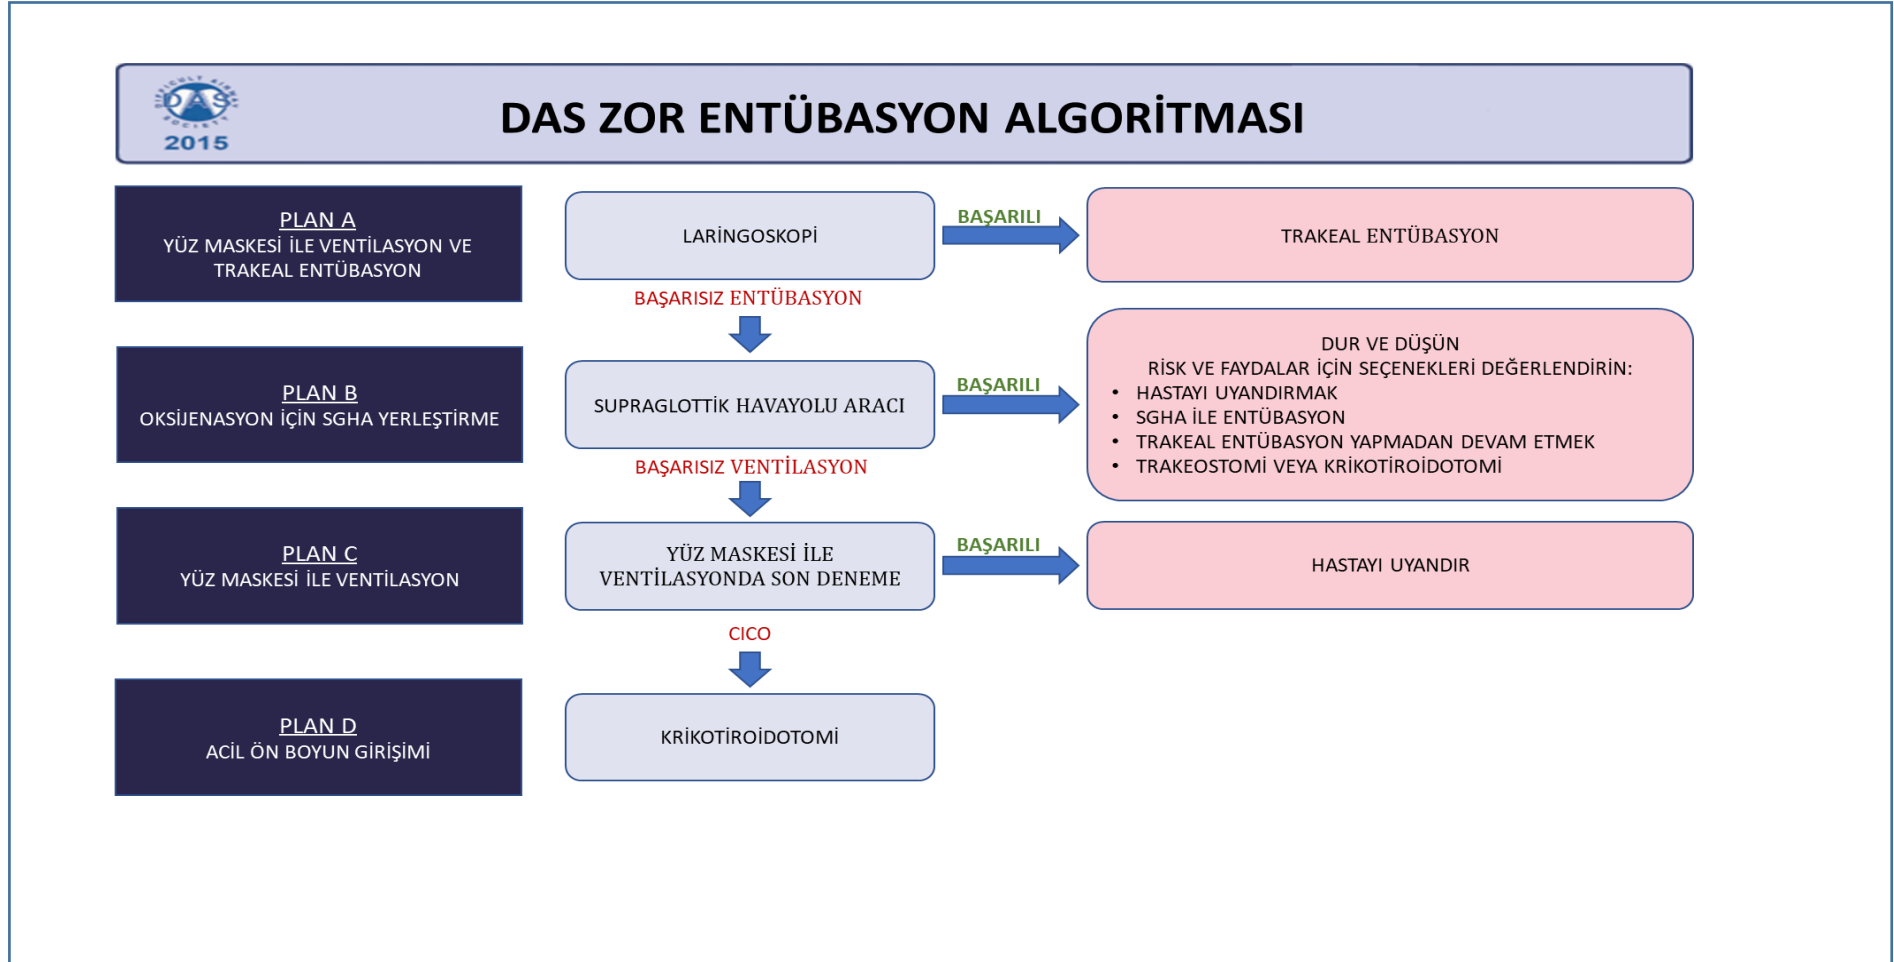 DIFFICULT AIRWAY SOCIETY
DAS
2015
DAS ZOR ENTÜBASYON ALGORİTMASI
PLAN A
YÜZ MASKESİ İLE VENTİLASYON VE
TRAKEAL ENTÜBASYON
LARİNGOSKOPİ
BAŞARILI
TRAKEAL ENTÜBASYON
BAŞARISIZ ENTÜBASYON
PLAN B
OKSİJENASYON İÇİN SGHA YERLEŞTİRME
SUPRAGLOTTİK HAVAYOLU ARACI
BAŞARILI
DUR VE DÜŞÜN
RİSK VE FAYDALAR İÇİN SEÇENEKLERİ DEĞERLENDİRİN:
• HASTAYI UYANDIRMAK
• SGHA İLE ENTÜBASYON
• TRAKEAL ENTÜBASYON YAPMADAN DEVAM ETMEK
• TRAKEOSTOMİ VEYA KRİKOTİROİDOTOMİ
BAŞARISIZ VENTİLASYON
PLAN C
YÜZ MASKESİ İLE VENTİLASYON
YÜZ MASKESİ İLE
VENTİLASYONDA SON DENEME
BAŞARILI
HASTAYI UYANDIR
CICO
PLAN D
ACİL ÖN BOYUN GİRİŞİMİ
KRİKOTİROİDOTOMİ